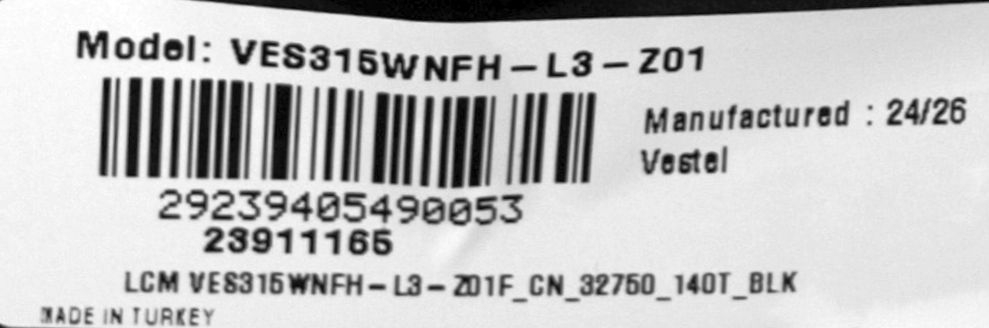 Model: VES315WNFH-L3-Z01
Manufactured : 24/26
Vestel
29239405490053
23911165
LCM VES315WNFH-L3-Z01F_CN_32750_140T_BLK
MADE IN TURKEY